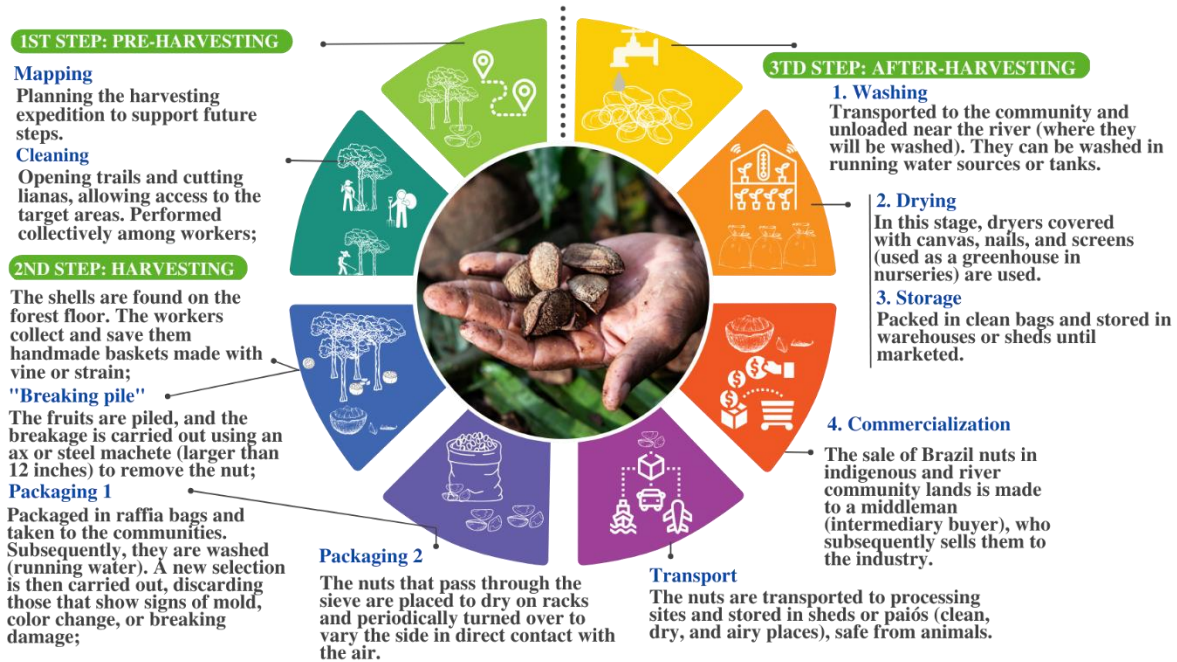 1ST STEP: PRE-HARVESTING
Mapping
Planning the harvesting
expedition to support future
steps.
Cleaning
Opening trails and cutting
lianas, allowing access to the
target areas. Performed
collectively among workers;
2ND STEP: HARVESTING
The shells are found on the
forest floor. The workers
collect and save them
handmade baskets made with
vine or strain;
"Breaking pile"
The fruits are piled, and the
breakage is carried out using an
ax or steel machete (larger than
12 inches) to remove the nut;
Packaging 1
Packaged in raffia bags and
taken to the communities.
Subsequently, they are washed
(running water). A new selection
is then carried out, discarding
those that show signs of mold,
color change, or breaking
damage;
Packaging 2
The nuts that pass through the
sieve are placed to dry on racks
and periodically turned over to
vary the side in direct contact with
the air.
Transport
The nuts are transported to processing
sites and stored in sheds or paiós (clean,
dry, and airy places), safe from animals.
3TD STEP: AFTER-HARVESTING
1. Washing
Transported to the community and
unloaded near the river (where they
will be washed). They can be washed in
running water sources or tanks.
2. Drying
In this stage, dryers covered
with canvas, nails, and screens
(used as a greenhouse in
nurseries) are used.
3. Storage
Packed in clean bags and stored in
warehouses or sheds until
marketed.
4. Commercialization
The sale of Brazil nuts in
indigenous and river
community lands is made
to a middleman
(intermediary buyer), who
subsequently sells them to
the industry.